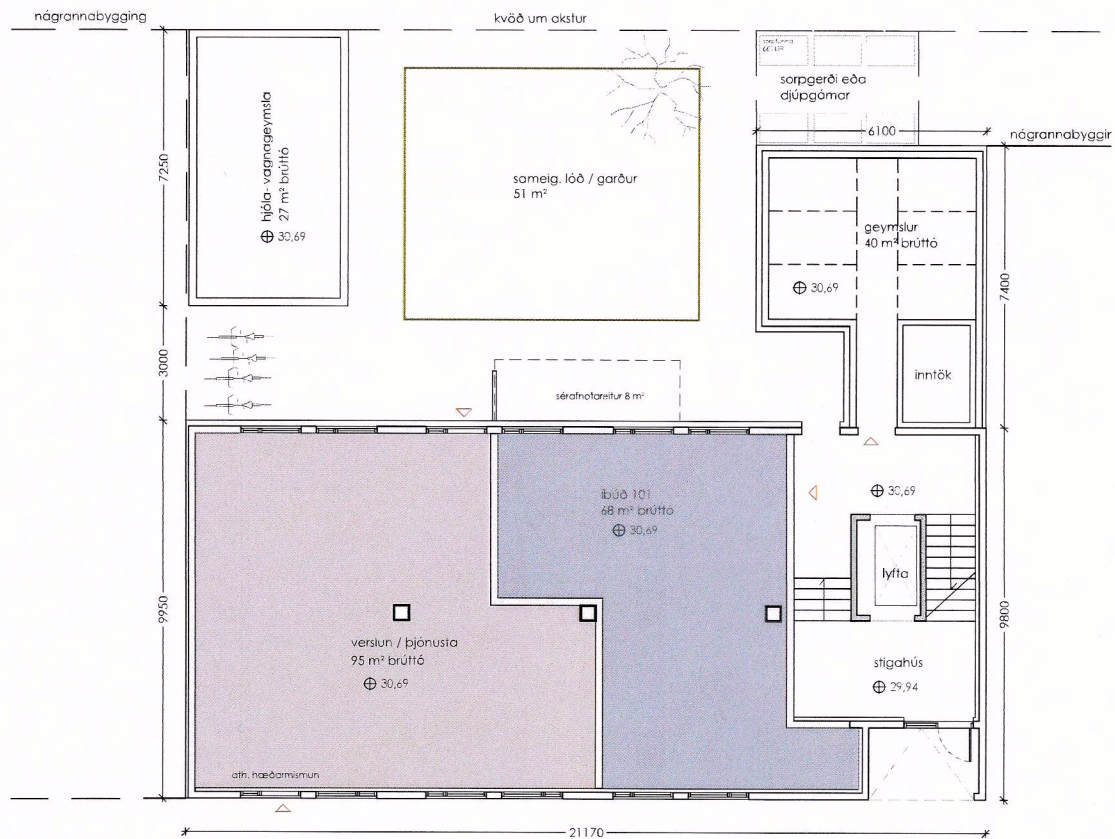 nágrannabygging
kvöð um akstur
sorpgerði eða
djúpgámar
6100
nágrannabyggir
7250
hjóla- vagnageymsla
27 m² brúttó
30,69
sameig. lóð / garður
51 m²
geymslur
40 m² brúttó
30,69
7400
3000
inntök
sérafnotareitur 8 m²
íbúð 101
68 m² brúttó
30,69
30,69
lyfta
9950
9800
verslun / þjónusta
95 m² brúttó
30,69
stigahús
29,94
ath. hæðarmismun
21170